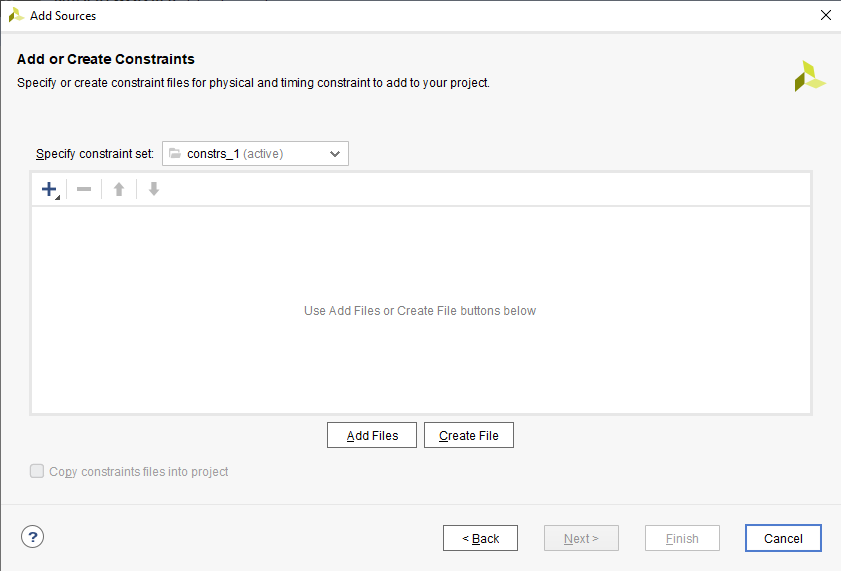 Add Sources
Add or Create Constraints
Specify or create constraint files for physical and timing constraint to add to your project.
Specify constraint set: constrs_1 (active)
Use Add Files or Create File buttons below
Add Files Create File
Copy constraints files into project
? < Back Next > Finish Cancel